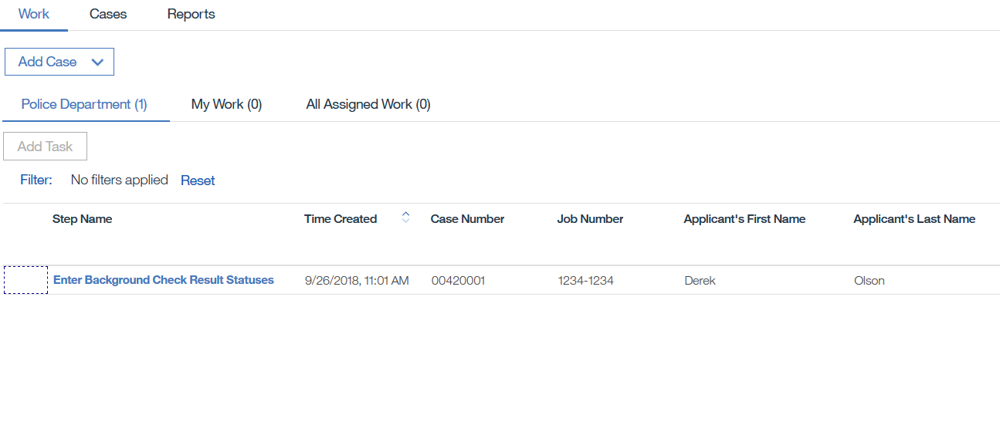 Work Cases Reports
Add Case
Police Department (1) My Work (0) All Assigned Work (0)
Add Task
Filter: No filters applied Reset
Step Name Time Created Case Number Job Number Applicant's First Name Applicant's Last Name
Enter Background Check Result Statuses 9/26/2018, 11:01 AM 00420001 1234-1234 Derek Olson